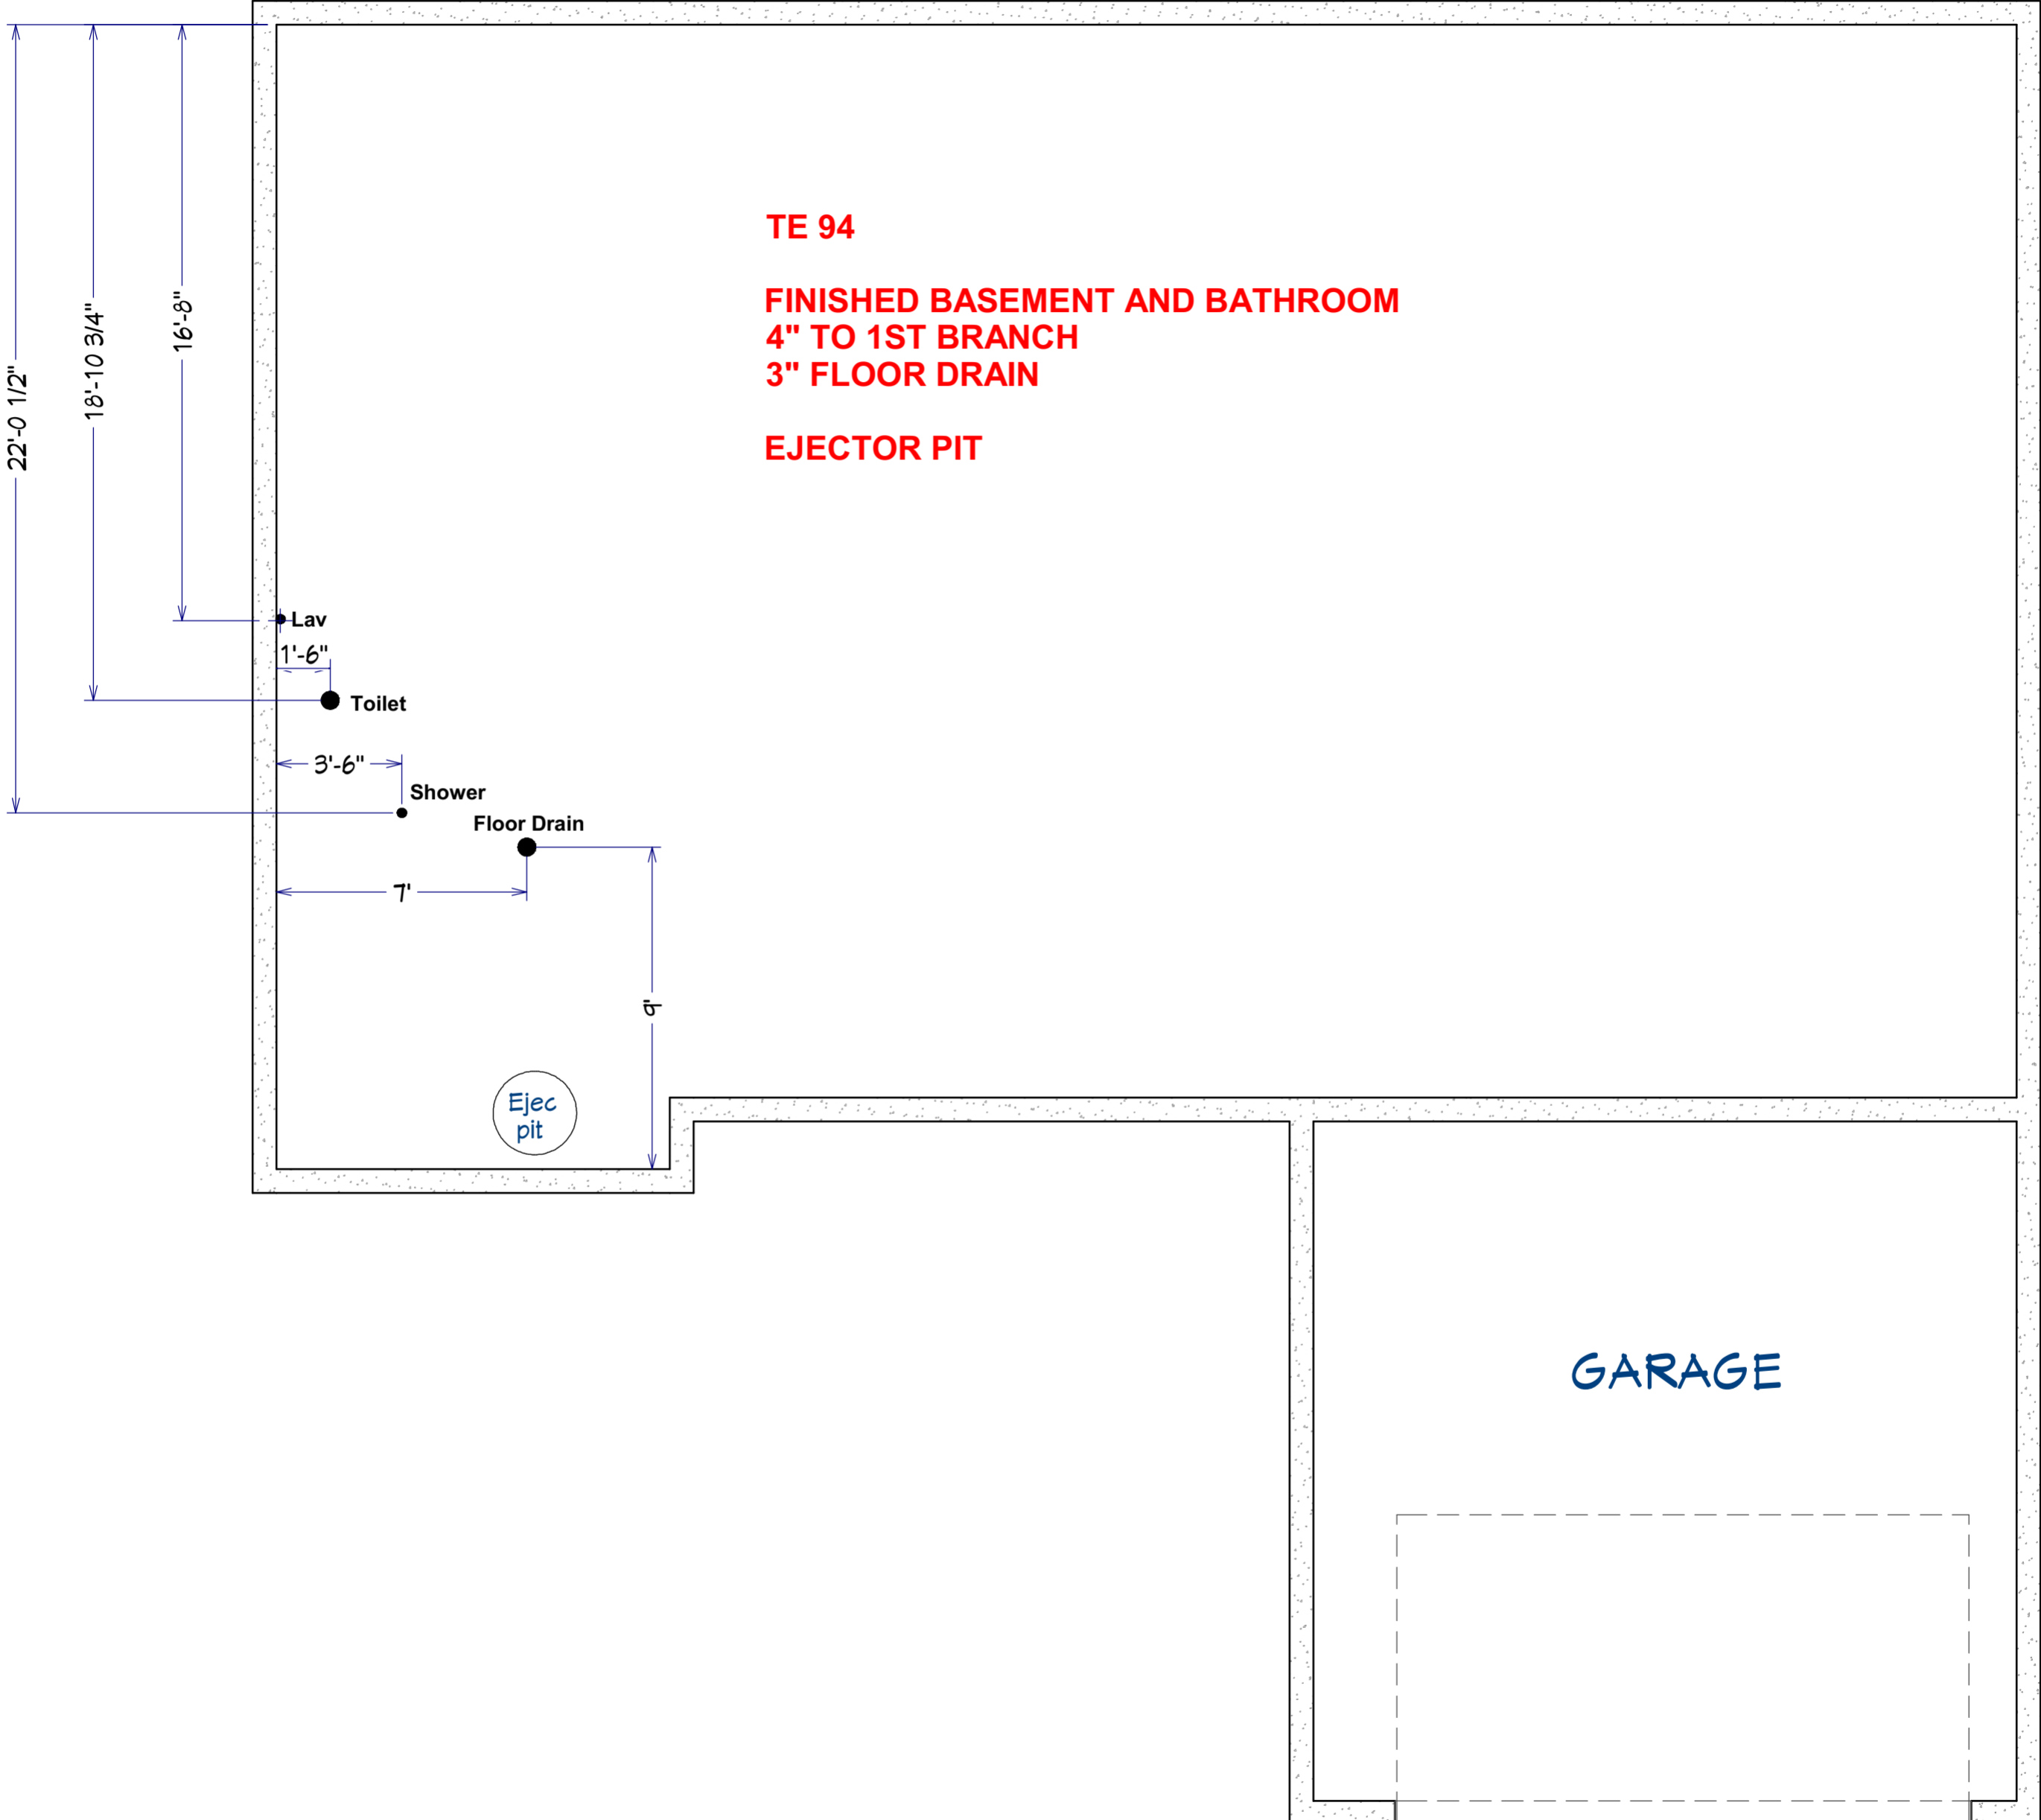 TE 94
FINISHED BASEMENT AND BATHROOM
4" TO 1ST BRANCH
3" FLOOR DRAIN
EJECTOR PIT
22'-0 1/2"
18'-10 3/4"
16'-8"
Lav
1'-6"
Toilet
3'-6"
Shower
Floor Drain
7'
9'
Ejec
pit
GARAGE